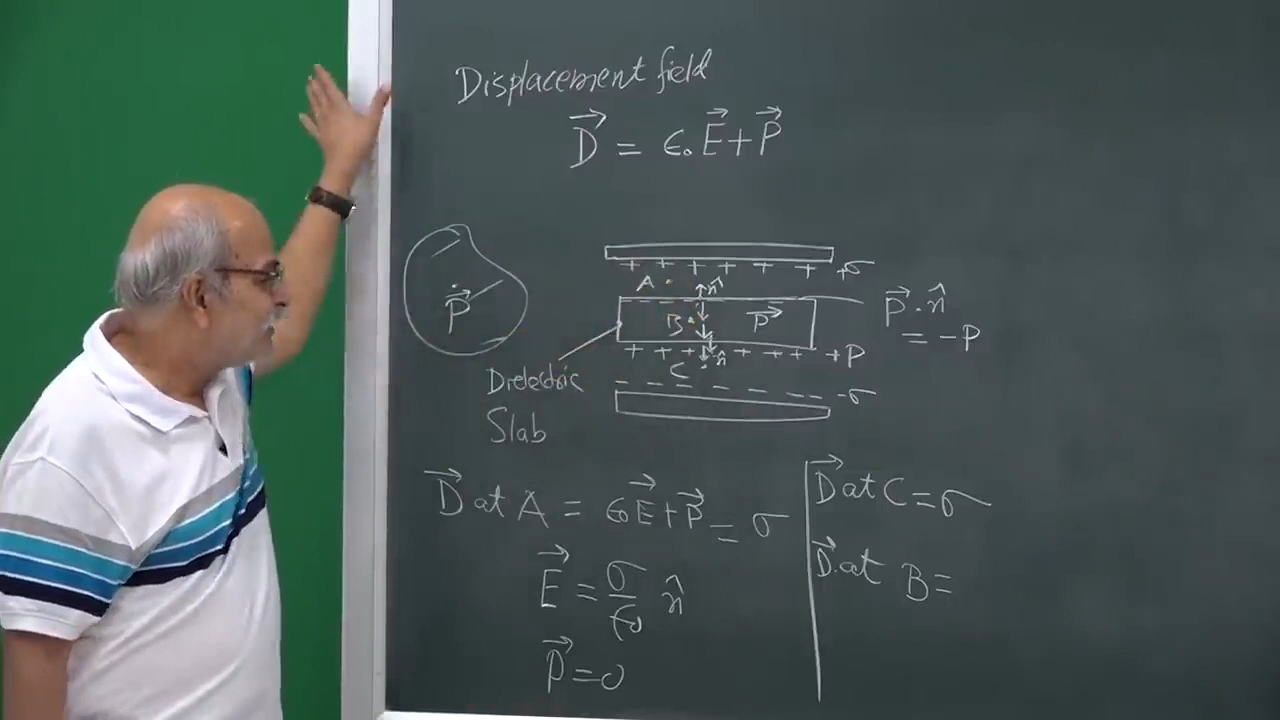 Displacement field
D⃗ = ϵ₀E⃗ + P⃗
+ + + + + + +σ
A · n̂
P⃗
B · P⃗
P⃗ · n̂
= -P
+ + + + + + +P
n̂
C
- - - - - - - -σ
Dielectric
Slab
D⃗ at A = ϵ₀E⃗ + P⃗ = σ
E⃗ = σ/ϵ₀ n̂
P⃗ = 0
D⃗ at C = σ
D⃗ at B =